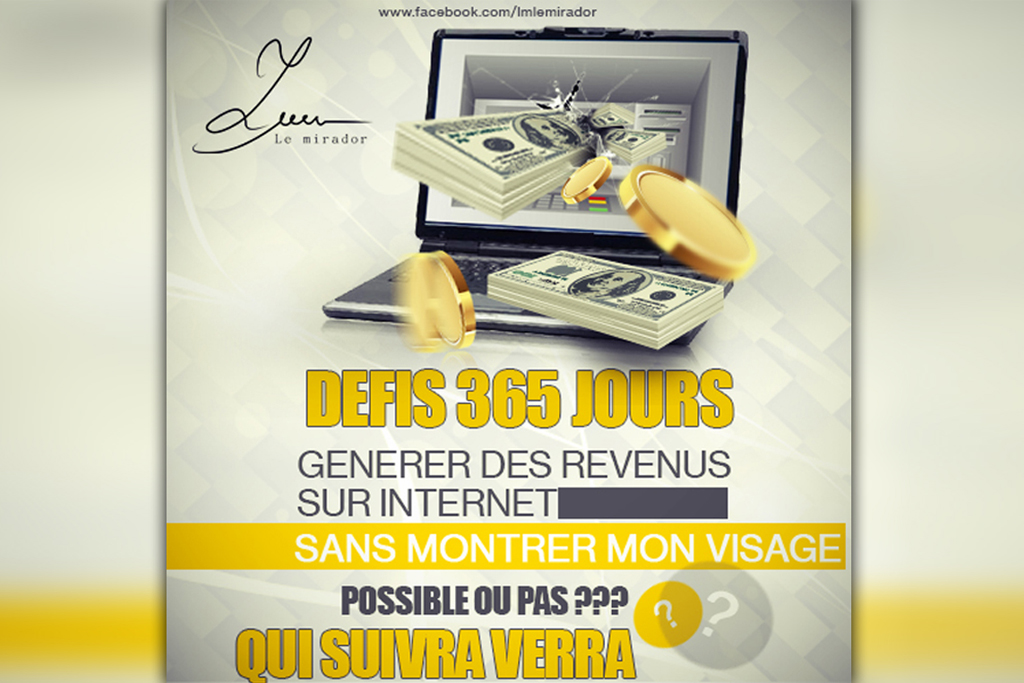 www.facebook.com/lmlemirador
Le mirador
DEFIS 365 JOURS
GENERER DES REVENUS
SUR INTERNET
SANS MONTRER MON VISAGE
POSSIBLE OU PAS ???
? ?
QUI SUIVRA VERRA